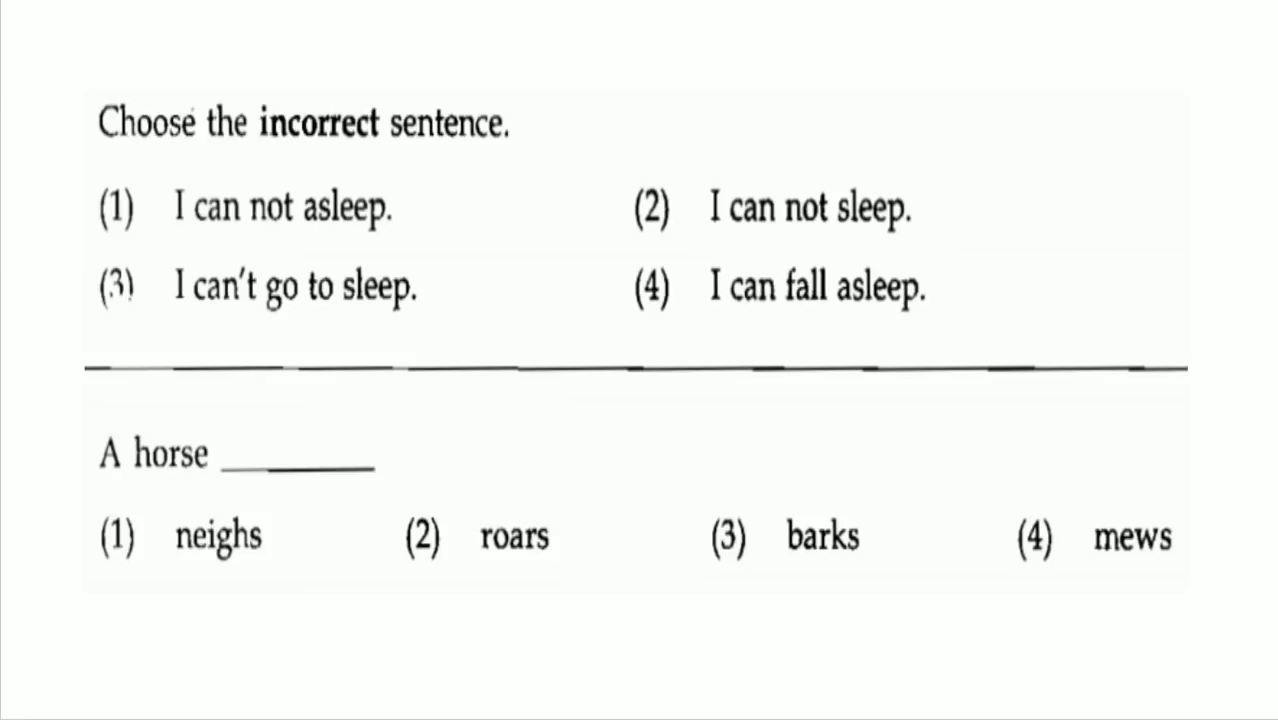 Choose the incorrect sentence.
(1) I can not asleep. (2) I can not sleep.
(3) I can't go to sleep. (4) I can fall asleep.
A horse ________
(1) neighs (2) roars (3) barks (4) mews